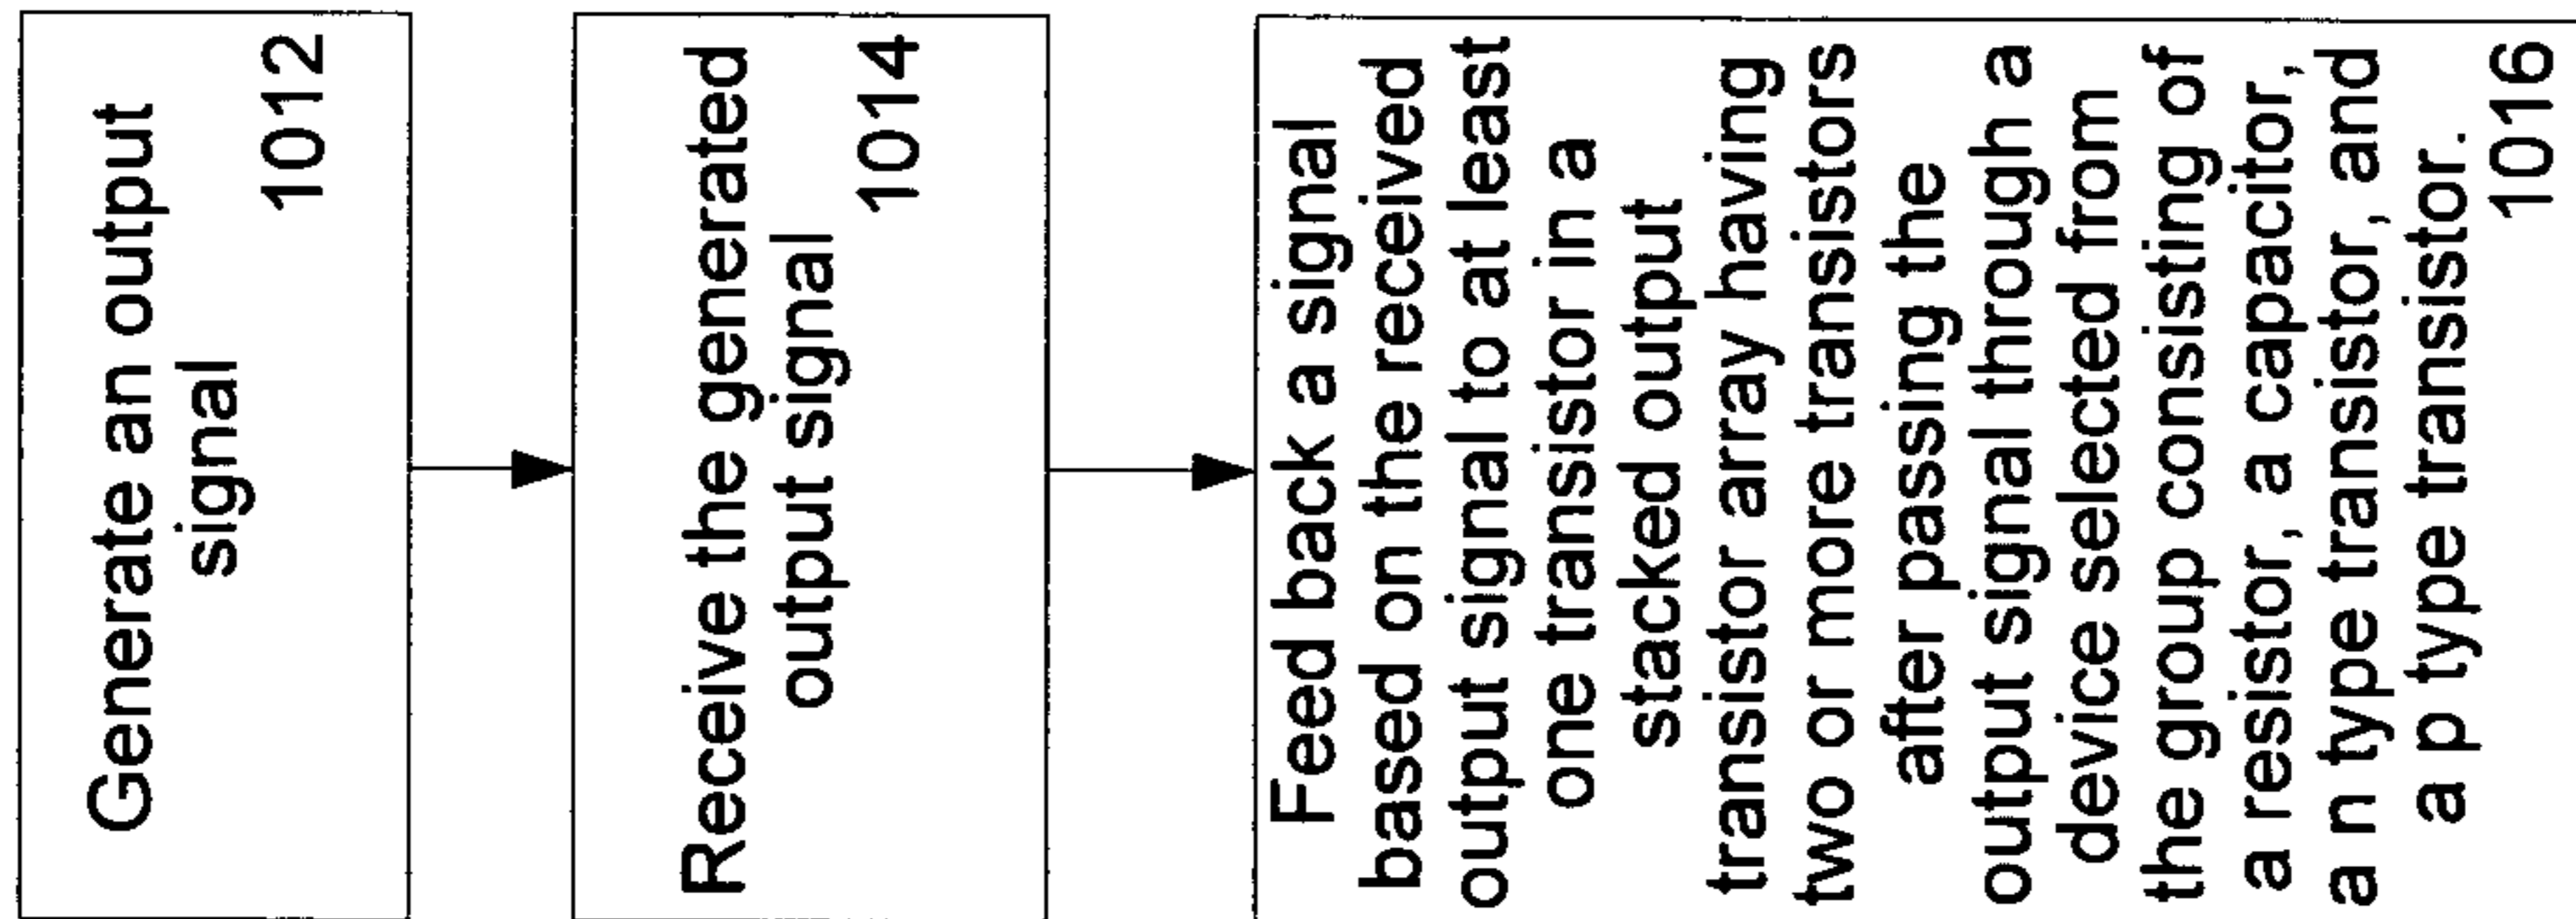 Generate an output
signal
1012
Receive the generated
output signal
1014
Feed back a signal
based on the received
output signal to at least
one transistor in a
stacked output
transistor array having
two or more transistors
after passing the
output signal through a
device selected from
the group consisting of
a resistor, a capacitor,
a n type transistor, and
a p type transistor.
1016